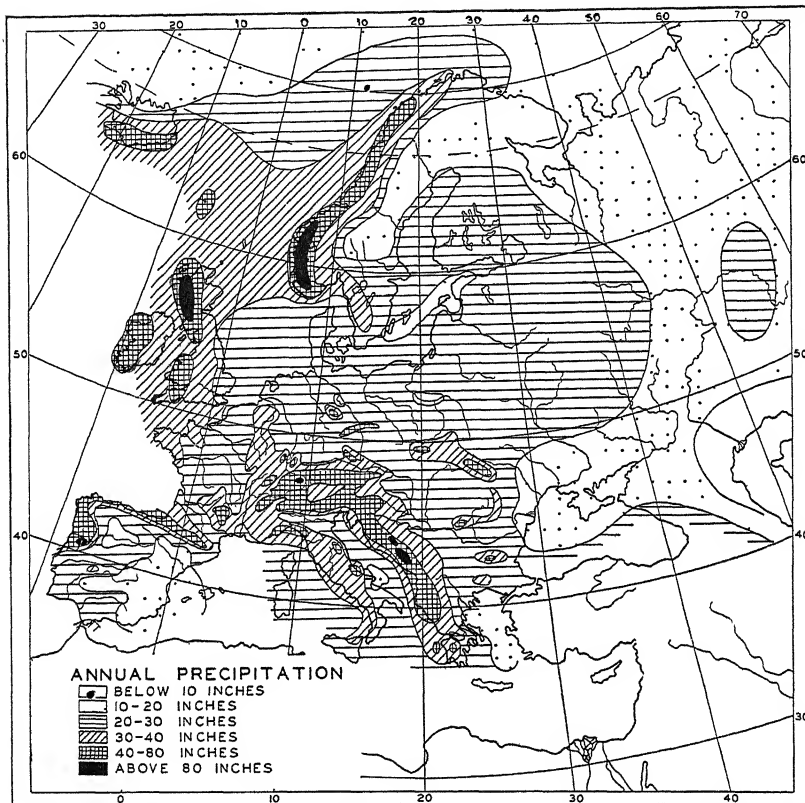 30 20 10 0 10 20 30 40 50 60 70
60 60
50 50
40 40
30
ANNUAL PRECIPITATION
BELOW 10 INCHES
10-20 INCHES
20-30 INCHES
30-40 INCHES
40-80 INCHES
ABOVE 80 INCHES
0 10 20 30 40